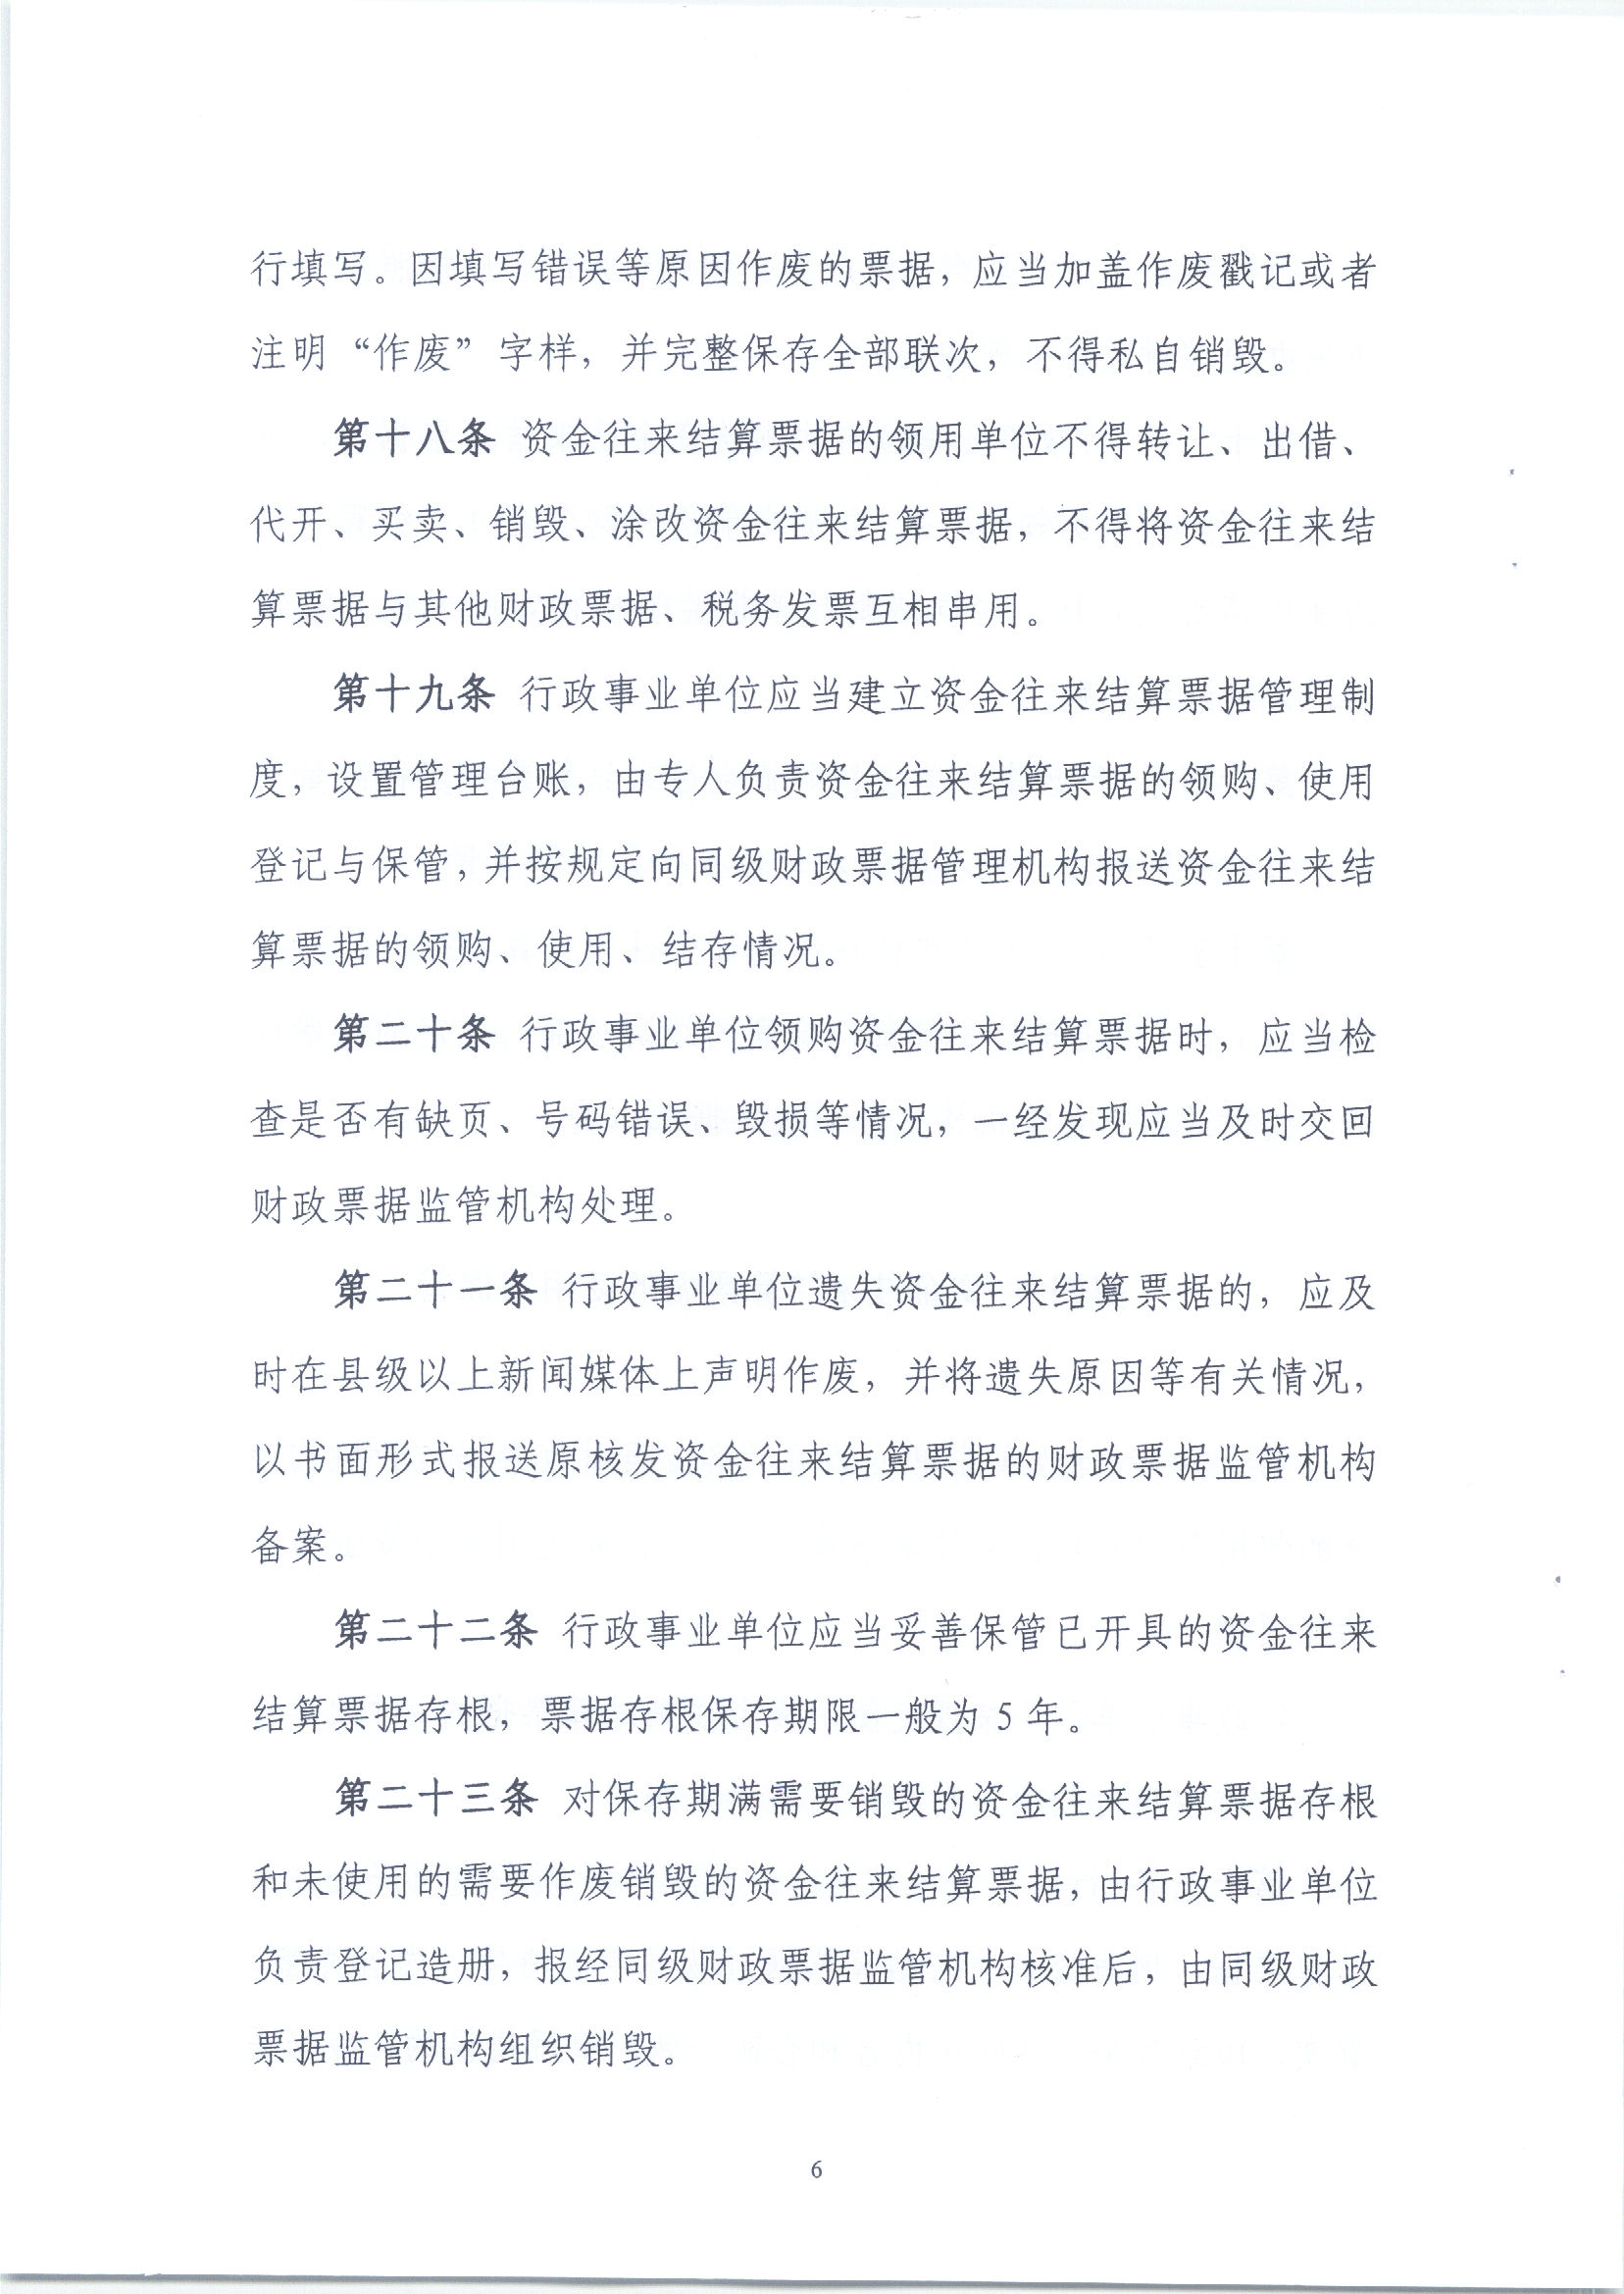 行填写。因填写错误等原因作废的票据，应当加盖作废戳记或者
注明“作废”字样，并完整保存全部联次，不得私自销毁。
第十八条 资金往来结算票据的领用单位不得转让、出借、
代开、买卖、销毁、涂改资金往来结算票据，不得将资金往来结
算票据与其他财政票据、税务发票互相串用。
第十九条 行政事业单位应当建立资金往来结算票据管理制
度，设置管理台账，由专人负责资金往来结算票据的领购、使用
登记与保管，并按规定向同级财政票据管理机构报送资金往来结
算票据的领购、使用、结存情况。
第二十条 行政事业单位领购资金往来结算票据时，应当检
查是否有缺页、号码错误、毁损等情况，一经发现应当及时交回
财政票据监管机构处理。
第二十一条 行政事业单位遗失资金往来结算票据的，应及
时在县级以上新闻媒体上声明作废，并将遗失原因等有关情况，
以书面形式报送原核发资金往来结算票据的财政票据监管机构
备案。
第二十二条 行政事业单位应当妥善保管已开具的资金往来
结算票据存根，票据存根保存期限一般为 5 年。
第二十三条 对保存期满需要销毁的资金往来结算票据存根
和未使用的需要作废销毁的资金往来结算票据，由行政事业单位
负责登记造册，报经同级财政票据监管机构核准后，由同级财政
票据监管机构组织销毁。
6